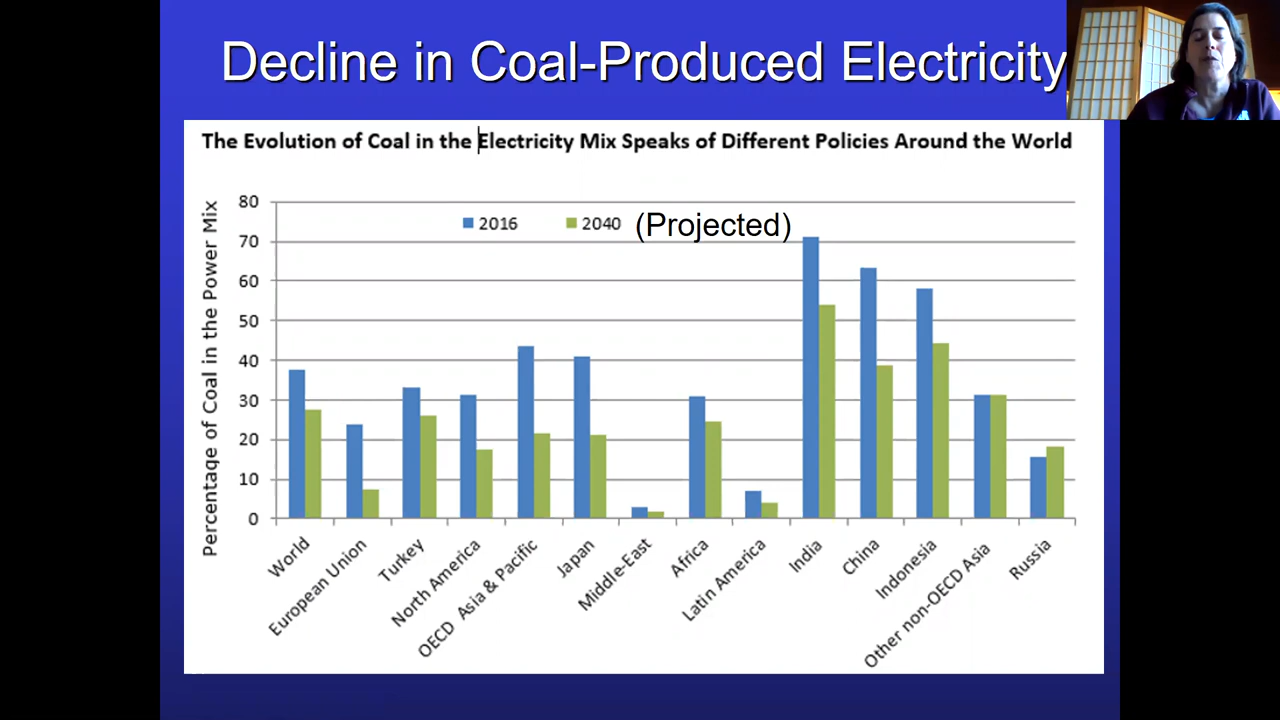 Decline in Coal-Produced Electricity
The Evolution of Coal in the Electricity Mix Speaks of Different Policies Around the World
Percentage of Coal in the Power Mix
80
70
60
50
40
30
20
10
0
2016
2040
(Projected)
World
European Union
Turkey
North America
OECD Asia & Pacific
Japan
Middle-East
Africa
Latin America
India
China
Indonesia
Other non-OECD Asia
Russia